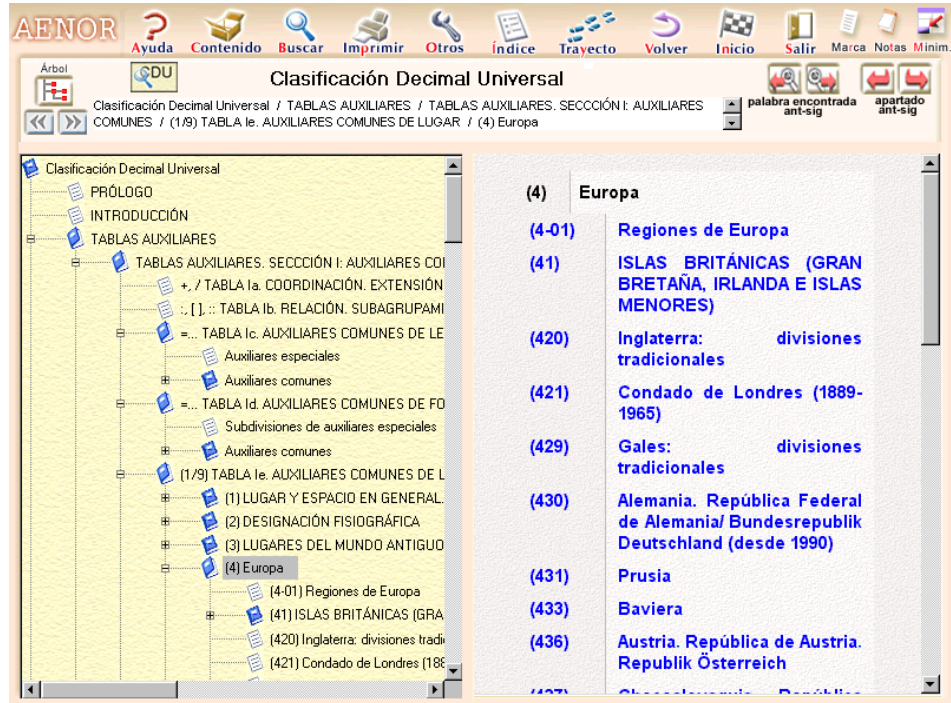 AENOR
Ayuda Contenido Buscar Imprimir Otros Índice Trayecto Volver Inicio Salir Marca Notas Minim.
Árbol
CDU
Clasificación Decimal Universal
Clasificación Decimal Universal / TABLAS AUXILIARES / TABLAS AUXILIARES. SECCCIÓN I: AUXILIARES
COMUNES / (1/9) TABLA Ie. AUXILIARES COMUNES DE LUGAR / (4) Europa
palabra encontrada
ant-sig
apartado
ant-sig
Clasificación Decimal Universal
PRÓLOGO
INTRODUCCIÓN
TABLAS AUXILIARES
TABLAS AUXILIARES. SECCCIÓN I: AUXILIARES CO
+, / TABLA Ia. COORDINACIÓN. EXTENSIÓN
:, [ ], :: TABLA Ib. RELACIÓN. SUBAGRUPAMI
=... TABLA Ic. AUXILIARES COMUNES DE LE
Auxiliares especiales
Auxiliares comunes
=... TABLA Id. AUXILIARES COMUNES DE FO
Subdivisiones de auxiliares especiales
Auxiliares comunes
(1/9) TABLA Ie. AUXILIARES COMUNES DE L
(1) LUGAR Y ESPACIO EN GENERAL.
(2) DESIGNACIÓN FISIOGRÁFICA
(3) LUGARES DEL MUNDO ANTIGUO
(4) Europa
(4-01) Regiones de Europa
(41) ISLAS BRITÁNICAS (GRA
(420) Inglaterra: divisiones tradi
(421) Condado de Londres (188
(4) Europa
(4-01) Regiones de Europa
(41) ISLAS BRITÁNICAS (GRAN
BRETAÑA, IRLANDA E ISLAS
MENORES)
(420) Inglaterra: divisiones
tradicionales
(421) Condado de Londres (1889-
1965)
(429) Gales: divisiones
tradicionales
(430) Alemania. República Federal
de Alemania/ Bundesrepublik
Deutschland (desde 1990)
(431) Prusia
(433) Baviera
(436) Austria. República de Austria.
Republik Österreich